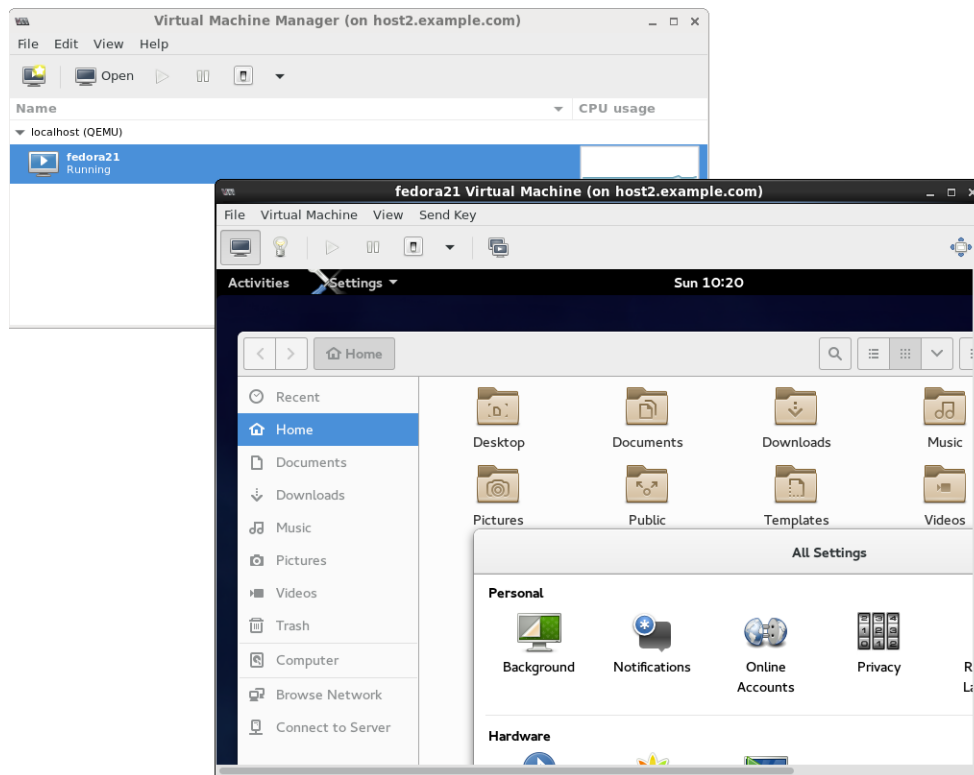 Virtual Machine Manager (on host2.example.com)
File Edit View Help
Open
Name CPU usage
localhost (QEMU)
fedora21
Running
fedora21 Virtual Machine (on host2.example.com)
File Virtual Machine View Send Key
Activities Settings Sun 10:20
Home
Recent
Home
Documents
Downloads
Music
Pictures
Videos
Trash
Computer
Browse Network
Connect to Server
Desktop Documents Downloads Music
Pictures Public Templates Videos
All Settings
Personal
Background Notifications Online Privacy
Accounts
Hardware